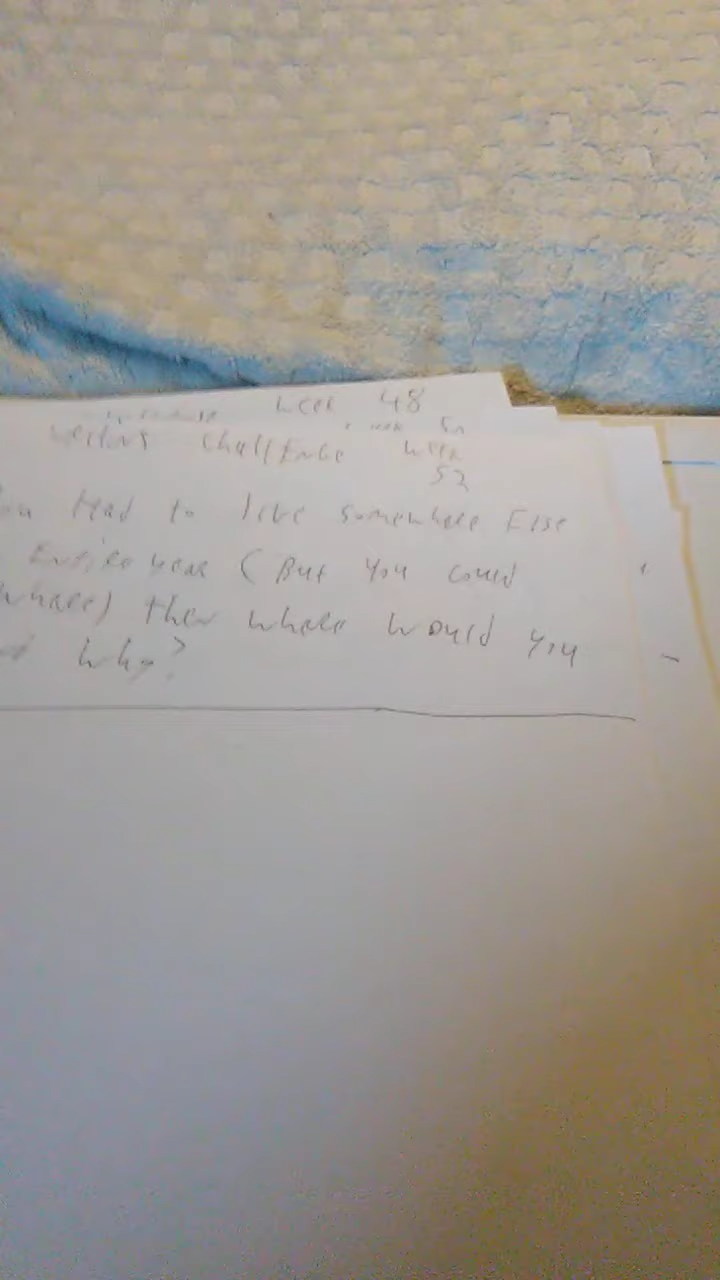 Week 48
Challenge Week
52
ou Had to live somewhere Else
Entire year (But you could
where) then where would you
d why?